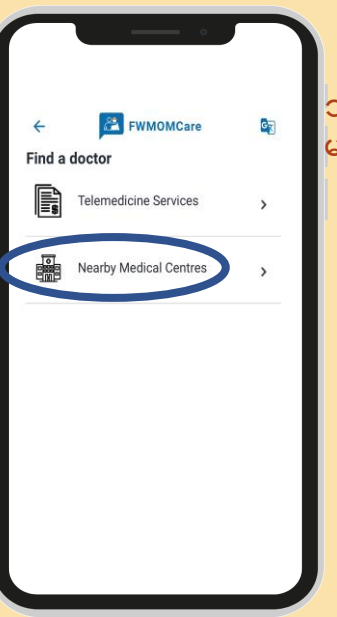 FWMOMCare
Find a doctor
Telemedicine Services
Nearby Medical Centres